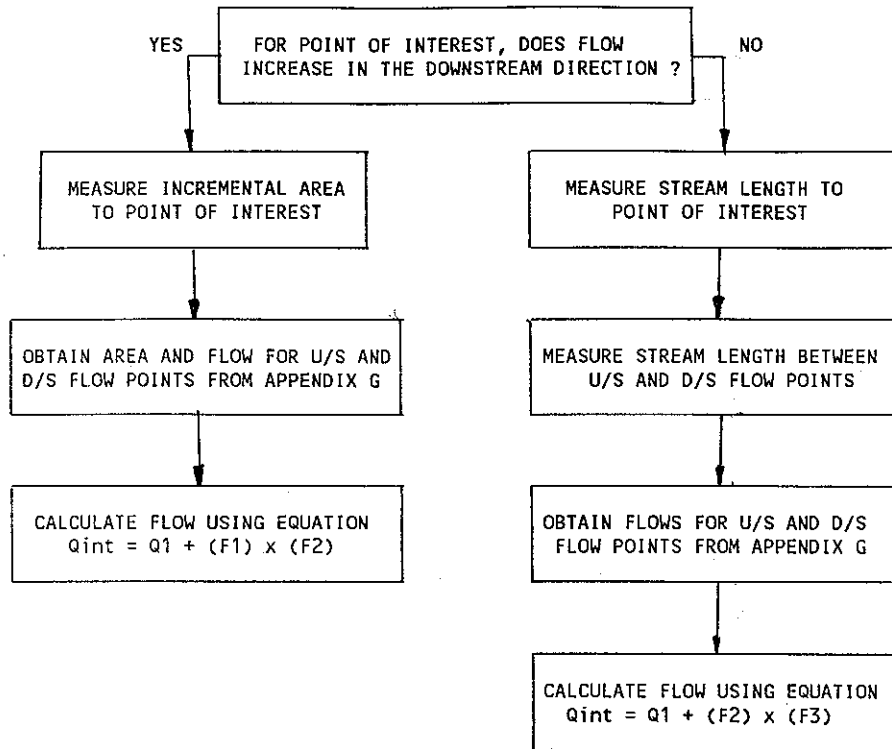 YES
FOR POINT OF INTEREST, DOES FLOW
INCREASE IN THE DOWNSTREAM DIRECTION ?
NO
MEASURE INCREMENTAL AREA
TO POINT OF INTEREST
OBTAIN AREA AND FLOW FOR U/S AND
D/S FLOW POINTS FROM APPENDIX G
CALCULATE FLOW USING EQUATION
Qint = Q1 + (F1) x (F2)
MEASURE STREAM LENGTH TO
POINT OF INTEREST
MEASURE STREAM LENGTH BETWEEN
U/S AND D/S FLOW POINTS
OBTAIN FLOWS FOR U/S AND D/S
FLOW POINTS FROM APPENDIX G
CALCULATE FLOW USING EQUATION
Qint = Q1 + (F2) x (F3)